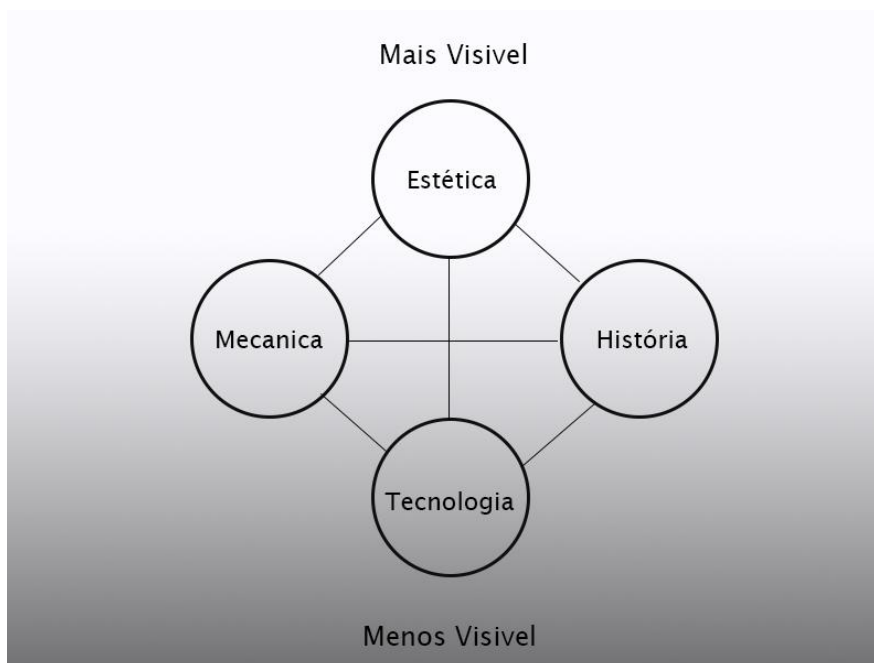 Mais Visivel
Estética
Mecanica
História
Tecnologia
Menos Visivel